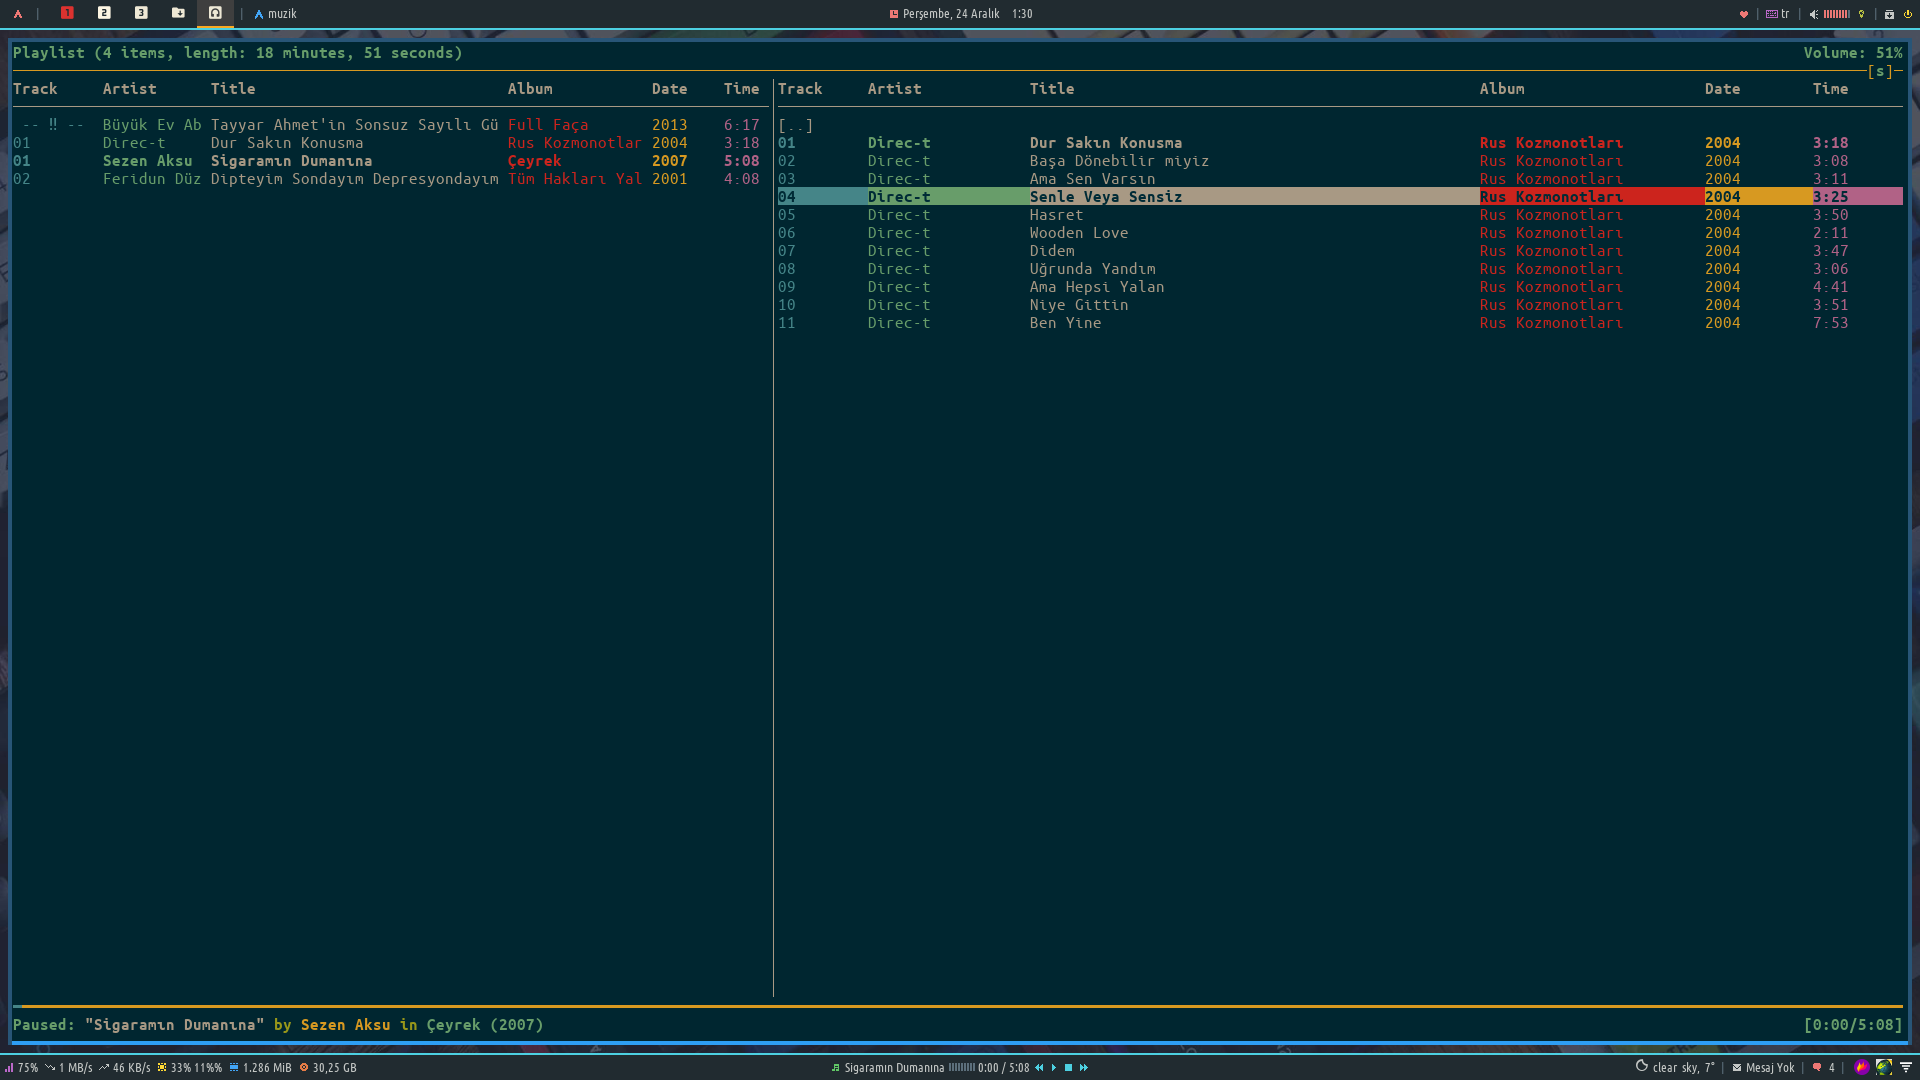 1 2 3 muzik Perşembe, 24 Aralık 1:30 tr
Playlist (4 items, length: 18 minutes, 51 seconds) Volume: 51%
[s]
Track Artist Title Album Date Time
-- !! -- Büyük Ev Ab Tayyar Ahmet'in Sonsuz Sayılı Gü Full Faça 2013 6:17
01 Direc-t Dur Sakın Konusma Rus Kozmonotlar 2004 3:18
01 Sezen Aksu Sigaramın Dumanına Çeyrek 2007 5:08
02 Feridun Düz Dipteyim Sondayım Depresyondayım Tüm Hakları Yal 2001 4:08
Track Artist Title Album Date Time
[..]
01 Direc-t Dur Sakın Konusma Rus Kozmonotları 2004 3:18
02 Direc-t Başa Dönebilir miyiz Rus Kozmonotları 2004 3:08
03 Direc-t Ama Sen Varsın Rus Kozmonotları 2004 3:11
04 Direc-t Senle Veya Sensiz Rus Kozmonotları 2004 3:25
05 Direc-t Hasret Rus Kozmonotları 2004 3:50
06 Direc-t Wooden Love Rus Kozmonotları 2004 2:11
07 Direc-t Didem Rus Kozmonotları 2004 3:47
08 Direc-t Uğrunda Yandım Rus Kozmonotları 2004 3:06
09 Direc-t Ama Hepsi Yalan Rus Kozmonotları 2004 4:41
10 Direc-t Niye Gittin Rus Kozmonotları 2004 3:51
11 Direc-t Ben Yine Rus Kozmonotları 2004 7:53
Paused: "Sigaramın Dumanına" by Sezen Aksu in Çeyrek (2007) [0:00/5:08]
75% 1 MB/s 46 KB/s 33% 11%% 1.286 MiB 30,25 GB Sigaramın Dumanına 0:00 / 5:08 clear sky, 7° Mesaj Yok 4